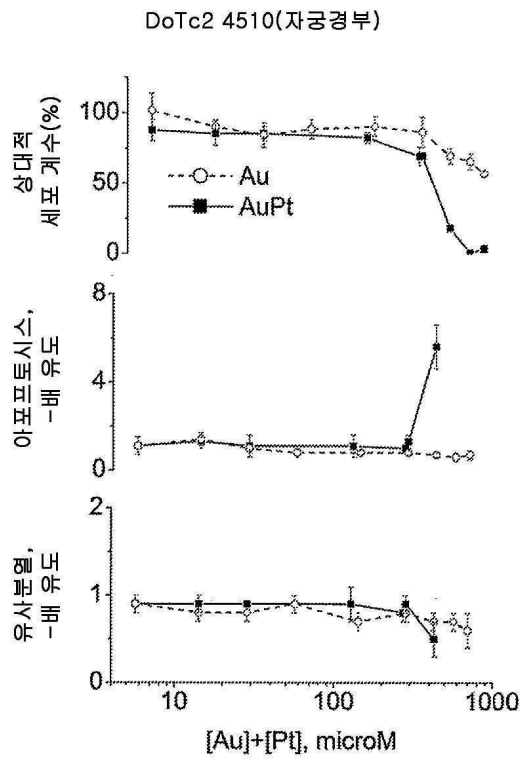 DoTc2 4510(자궁경부)
상대적
세포 계수(%)
100
50
0
Au
AuPt
아포프토시스,
-배 유도
8
4
0
유사분열,
-배 유도
2
1
0
10
100
1000
[Au]+[Pt], microM